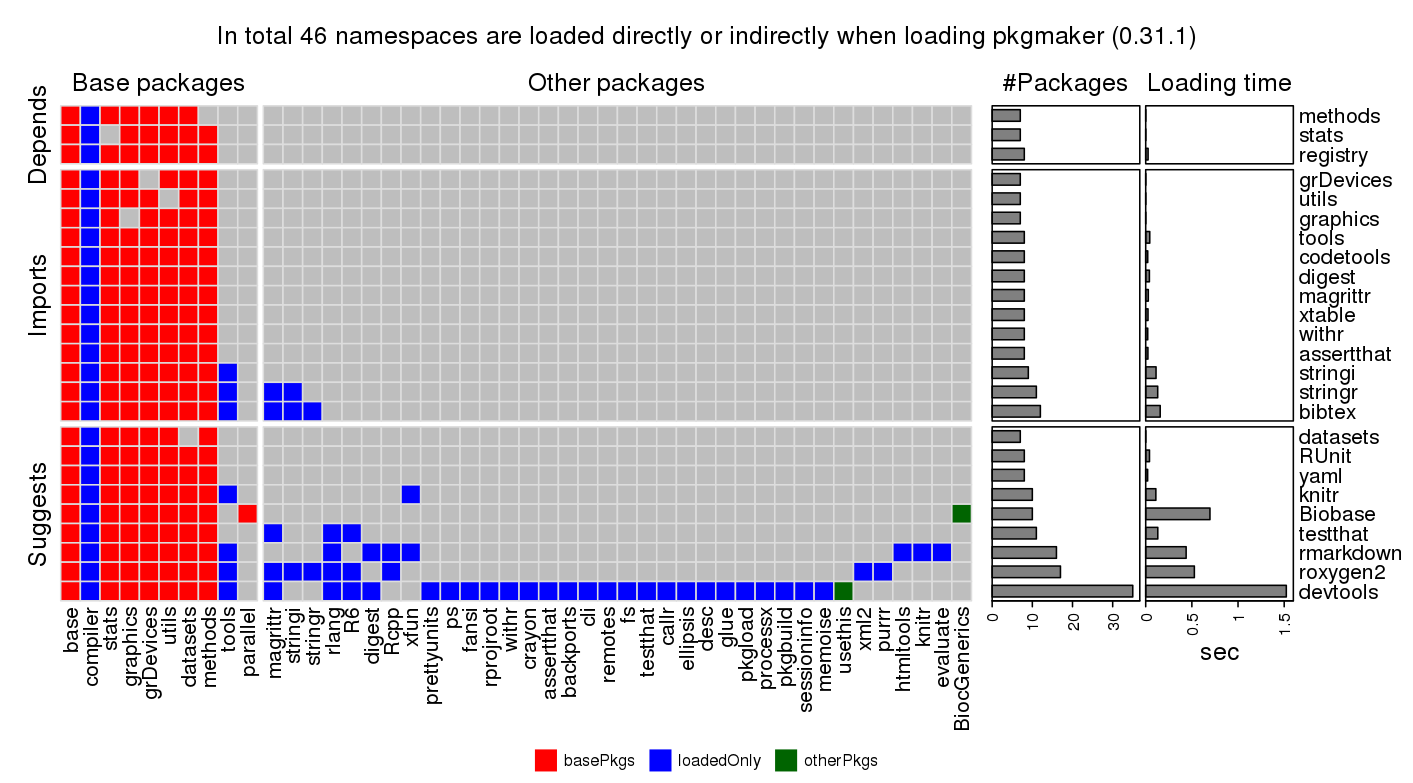 In total 46 namespaces are loaded directly or indirectly when loading pkgmaker (0.31.1)
Base packages
Other packages
#Packages
Loading time
Depends
methods
stats
registry
Imports
grDevices
utils
graphics
tools
codetools
digest
magrittr
xtable
withr
assertthat
stringi
stringr
bibtex
Suggests
datasets
RUnit
yaml
knitr
Biobase
testthat
rmarkdown
roxygen2
devtools
base
compiler
stats
graphics
grDevices
utils
datasets
methods
tools
parallel
magrittr
stringi
stringr
rlang
R6
digest
Rcpp
xfun
prettyunits
ps
fansi
rprojroot
withr
crayon
assertthat
backports
cli
remotes
fs
testthat
callr
ellipsis
desc
glue
pkgload
processx
pkgbuild
sessioninfo
memoise
usethis
xml2
purrr
htmltools
knitr
evaluate
BiocGenerics
0
10
20
30
0
0.5
1
1.5
sec
basePkgs
loadedOnly
otherPkgs